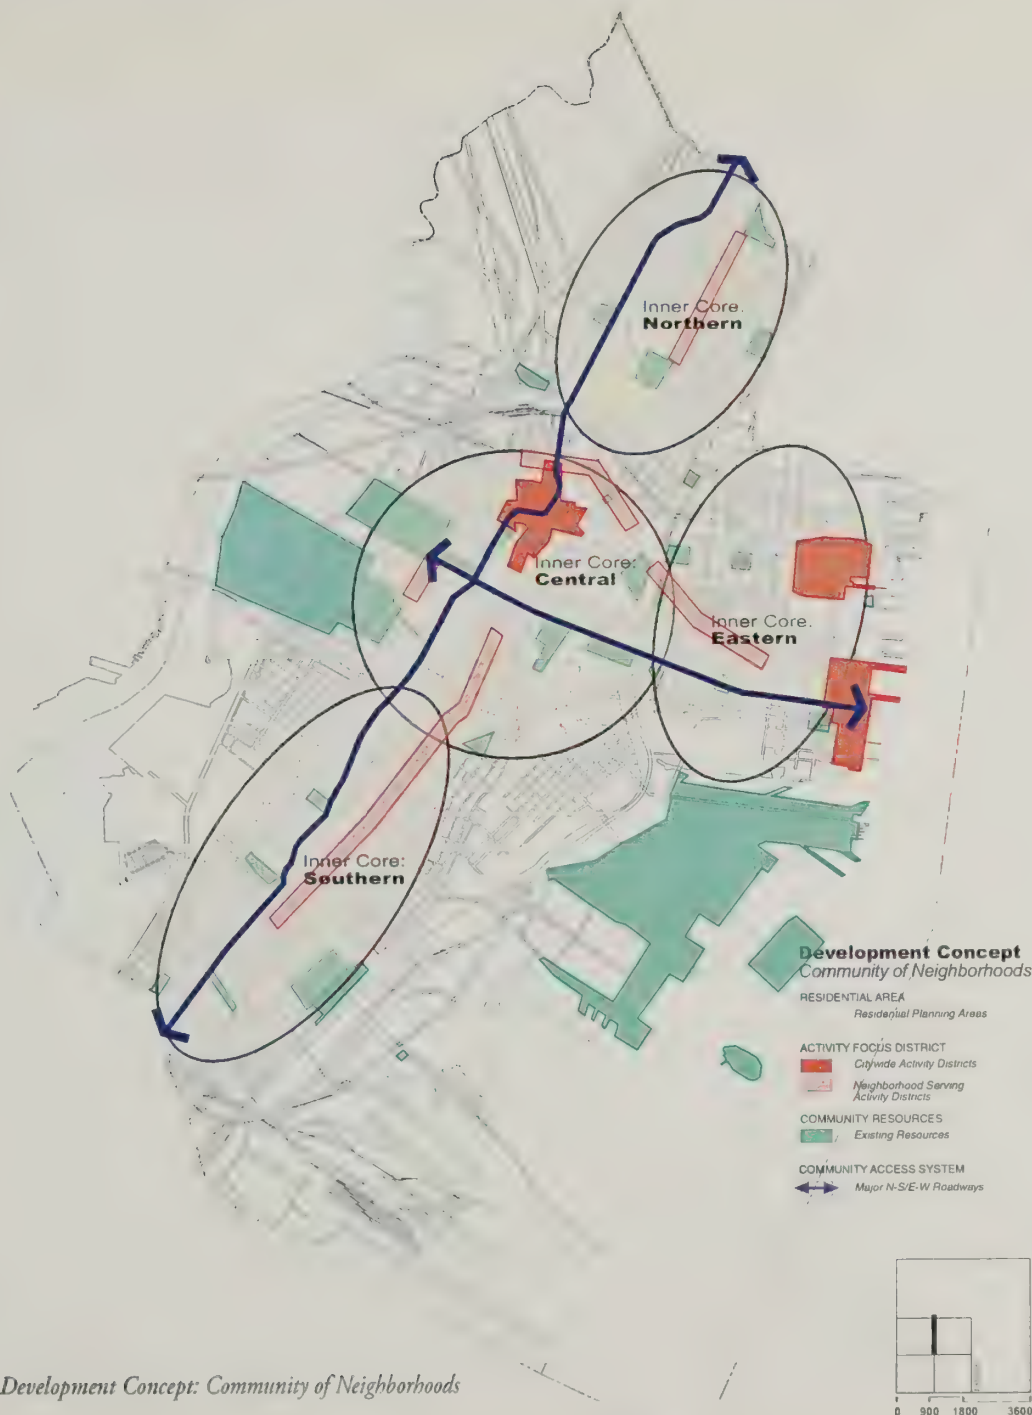 Inner Core.
Northern
Inner Core:
Central
Inner Core.
Eastern
Inner Core:
Southern
Development Concept
Community of Neighborhoods
RESIDENTIAL AREA
Residential Planning Areas
ACTIVITY FOCUS DISTRICT
Citywide Activity Districts
Neighborhood Serving
Activity Districts
COMMUNITY RESOURCES
Existing Resources
COMMUNITY ACCESS SYSTEM
Major N-S/E-W Roadways
Development Concept: Community of Neighborhoods
0 900 1800 3600